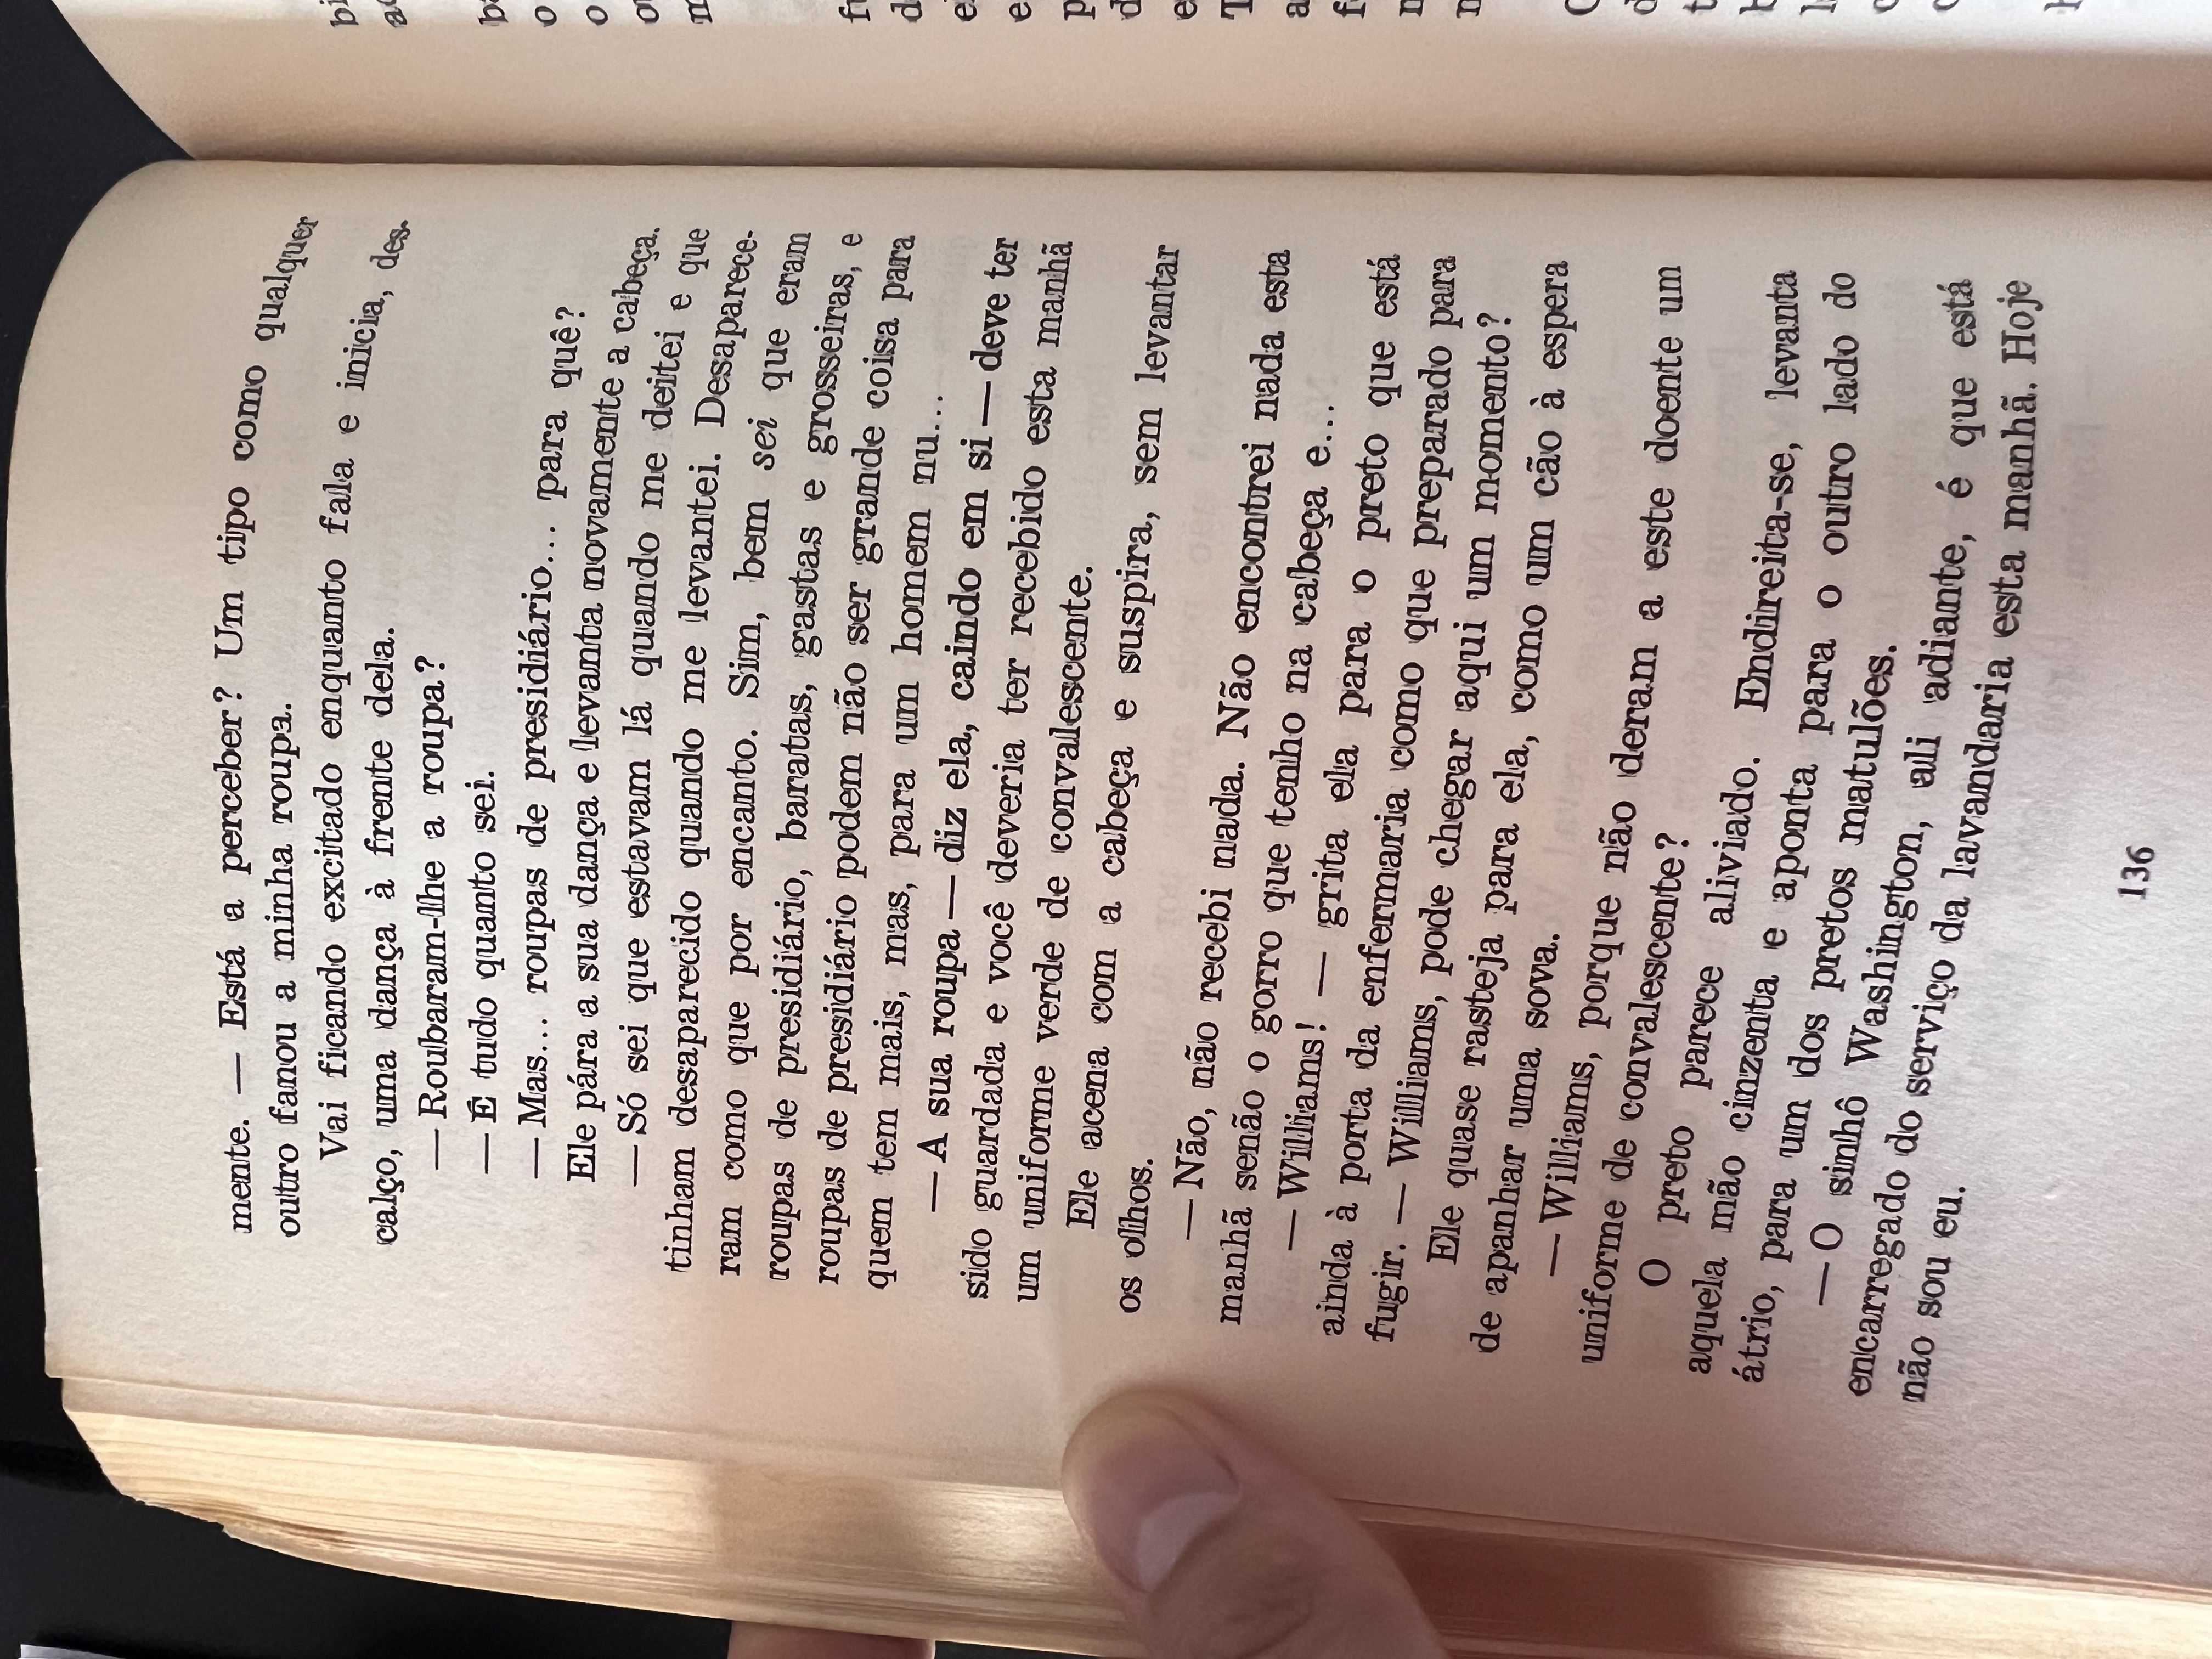 mente. — Está a perceber? Um tipo como qualquer
outro fanou a minha roupa.
Vai ficando excitado enquanto fala e inicia, des-
calço, uma dança à frente dela.
— Roubaram-lhe a roupa?
— É tudo quanto sei.
— Mas... roupas de presidiário... para quê?
Ele pára a sua dança e levanta novamente a cabeça.
— Só sei que estavam lá quando me deitei e que
tinham desaparecido quando me levantei. Desaparece-
ram como que por encanto. Sim, bem sei que eram
roupas de presidiário, baratas, gastas e grosseiras, e
roupas de presidiário podem não ser grande coisa para
quem tem mais, mas, para um homem nu...
— A sua roupa — diz ela, caindo em si — deve ter
sido guardada e você deveria ter recebido esta manhã
um uniforme verde de convalescente.
Ele acena com a cabeça e suspira, sem levantar
os olhos.
— Não, não recebi nada. Não encontrei nada esta
manhã senão o gorro que tenho na cabeça e...
— Williams! — grita ela para o preto que está
ainda à porta da enfermaria como que preparado para
fugir. — Williams, pode chegar aqui um momento?
Ele quase rasteja para ela, como um cão à espera
de apanhar uma sova.
— Williams, porque não deram a este doente um
uniforme de convalescente?
O preto parece aliviado. Endireita-se, levanta
aquela mão cinzenta e aponta para o outro lado do
átrio, para um dos pretos matulões.
— O sinhô Washington, ali adiante, é que está
encarregado do serviço da lavandaria esta manhã. Hoje
não sou eu.
136